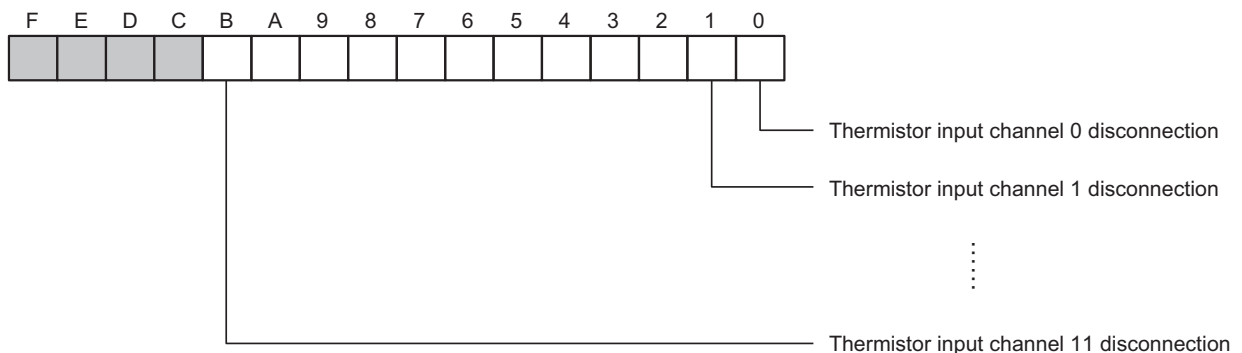 F E D C B A 9 8 7 6 5 4 3 2 1 0
Thermistor input channel 0 disconnection
Thermistor input channel 1 disconnection
Thermistor input channel 11 disconnection